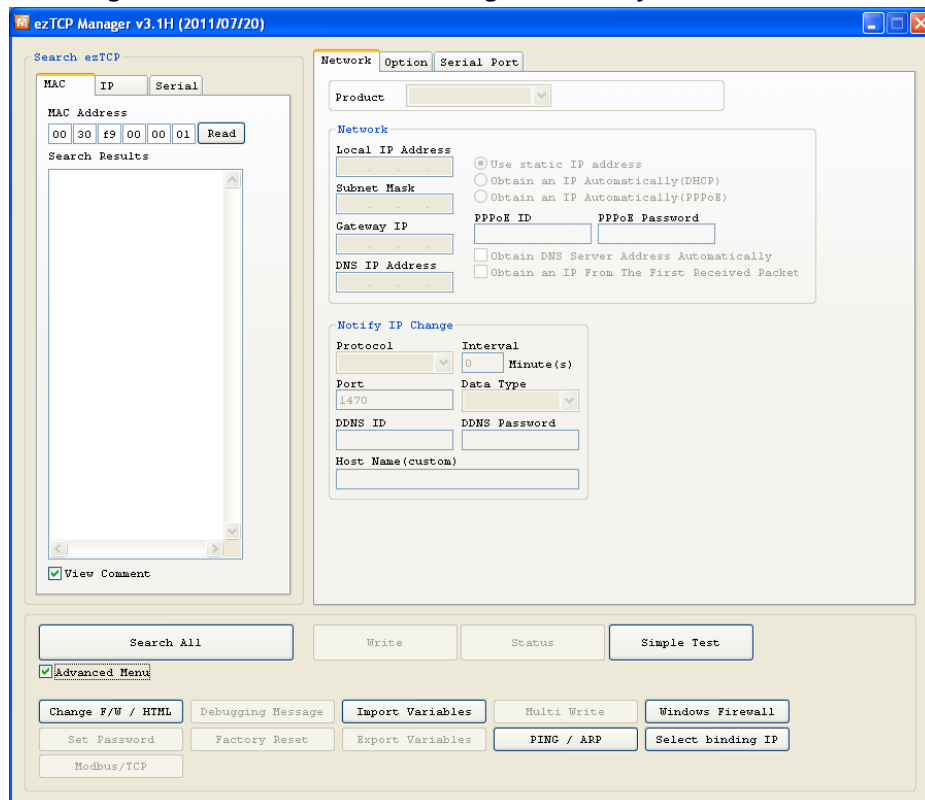 ezTCP Manager v3.1H (2011/07/20)
Search ezTCP
MAC IP Serial
MAC Address
00 30 f9 00 00 01 Read
Search Results
View Comment
Network Option Serial Port
Product
Network
Local IP Address
Subnet Mask
Gateway IP
DNS IP Address
Use static IP address
Obtain an IP Automatically(DHCP)
Obtain an IP Automatically(PPPoE)
PPPoE ID PPPoE Password
Obtain DNS Server Address Automatically
Obtain an IP From The First Received Packet
Notify IP Change
Protocol Interval
0 Minute(s)
Port Data Type
1470
DDNS ID DDNS Password
Host Name(custom)
Search All Write Status Simple Test
Advanced Menu
Change F/W / HTML Debugging Message Import Variables Multi Write Windows Firewall
Set Password Factory Reset Export Variables PING / ARP Select binding IP
Modbus/TCP